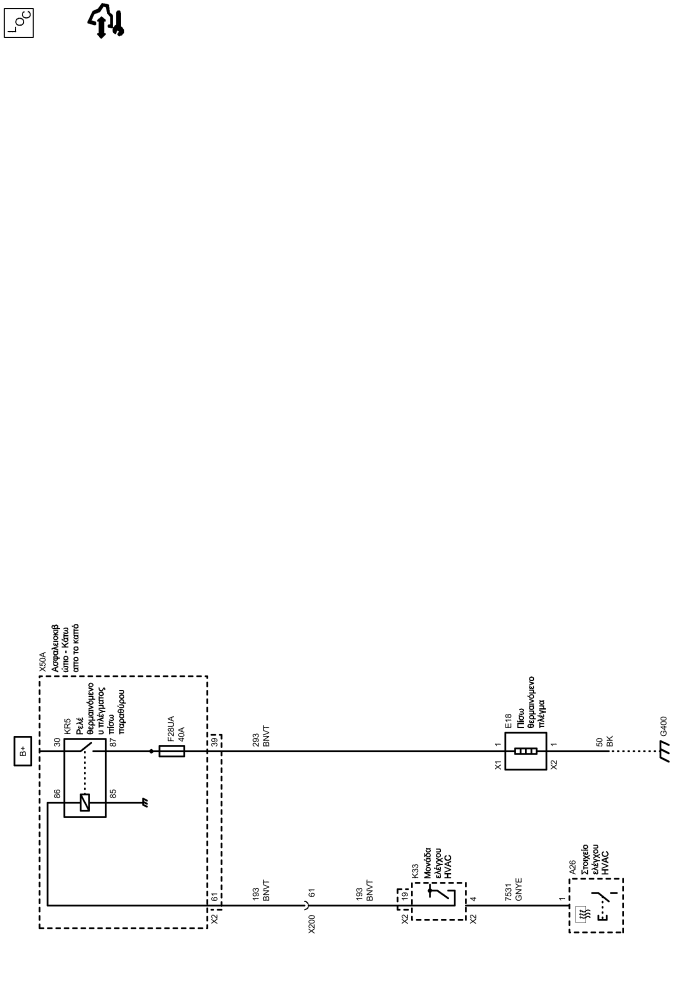 LOC
B+
X50A
Ασφαλειοκιβ
ώτιο - Κάτω
απο το καπό
30
86
KR5
Ρελέ
θερμαινόμενο
υ πλέγματος
πίσω
παραθύρου
87
85
F28UA
40A
X2
61
39
193
BNVT
293
BNVT
X200
61
193
BNVT
X2
19
K33
Μονάδα
ελέγχου
HVAC
X2
4
X1
1
E18
Πίσω
θερμαινόμενο
πλέγμα
X2
1
7531
GNYE
50
BK
1
A26
Στοιχείο
ελέγχου
HVAC
G400